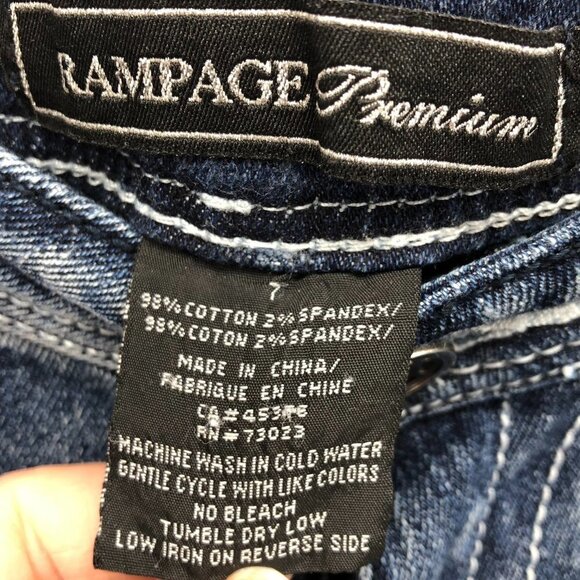 RAMPAGE Premium
7
98% COTTON 2% SPANDEX/
98% COTON 2% SPANDEX/
MADE IN CHINA/
FABRIQUE EN CHINE
CA#
RN#73023
MACHINE WASH IN COLD WATER
GENTLE CYCLE WITH LIKE COLORS
NO BLEACH
TUMBLE DRY LOW
LOW IRON ON REVERSE SIDE